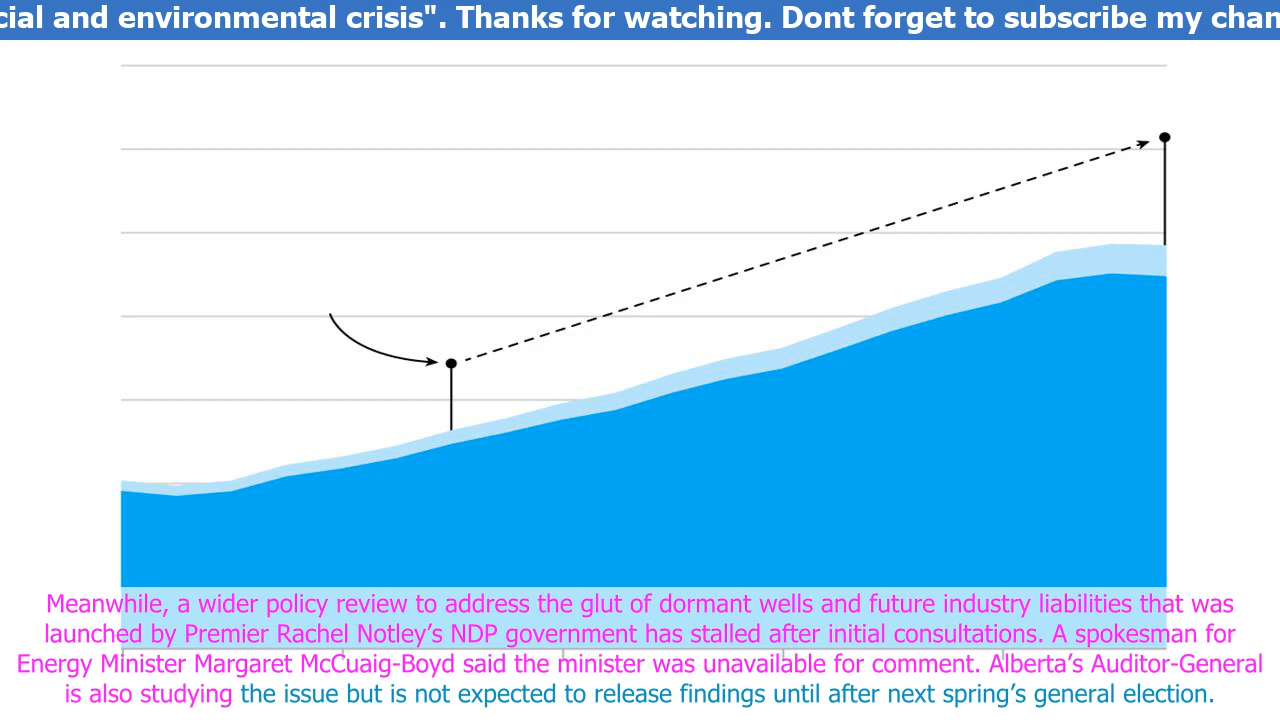 cial and environmental crisis". Thanks for watching. Dont forget to subscribe my chan
Meanwhile, a wider policy review to address the glut of dormant wells and future industry liabilities that was
launched by Premier Rachel Notley’s NDP government has stalled after initial consultations. A spokesman for
Energy Minister Margaret McCuaig-Boyd said the minister was unavailable for comment. Alberta’s Auditor-General
is also studying the issue but is not expected to release findings until after next spring’s general election.